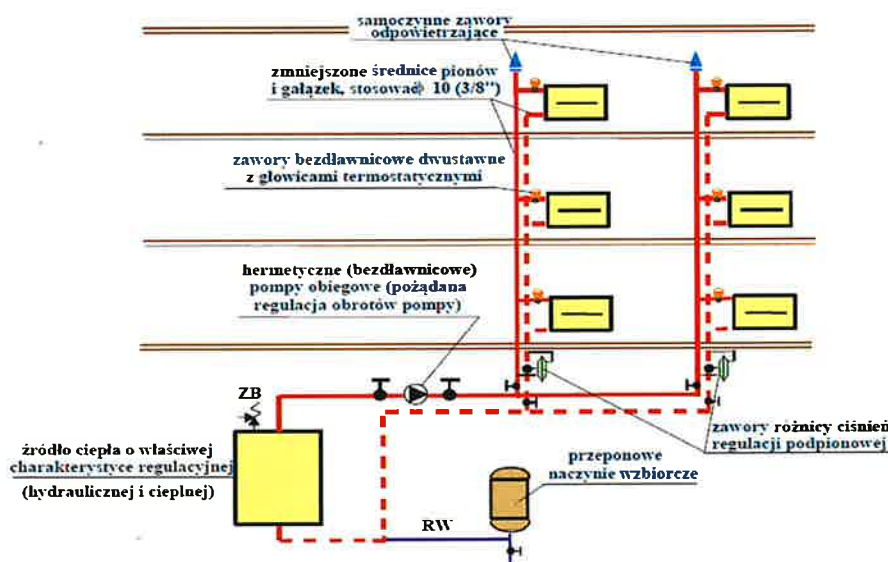 samoczynne zawory
odpowietrzające
zmniejszone średnice pionów
i gałązek, stosować 10 (3/8")
zawory bezdławnicowe dwustawne
z głowicami termostatycznymi
hermetyczne (bezdławnicowe)
pompy obiegowe (pożądana
regulacja obrotów pompy)
ZB
źródło ciepła o właściwej
charakterystyce regulacyjnej
(hydraulicznej i cieplnej)
zawory różnicy ciśnień
regulacji podpionowej
przeponowe
naczynie wzbiorcze
RW